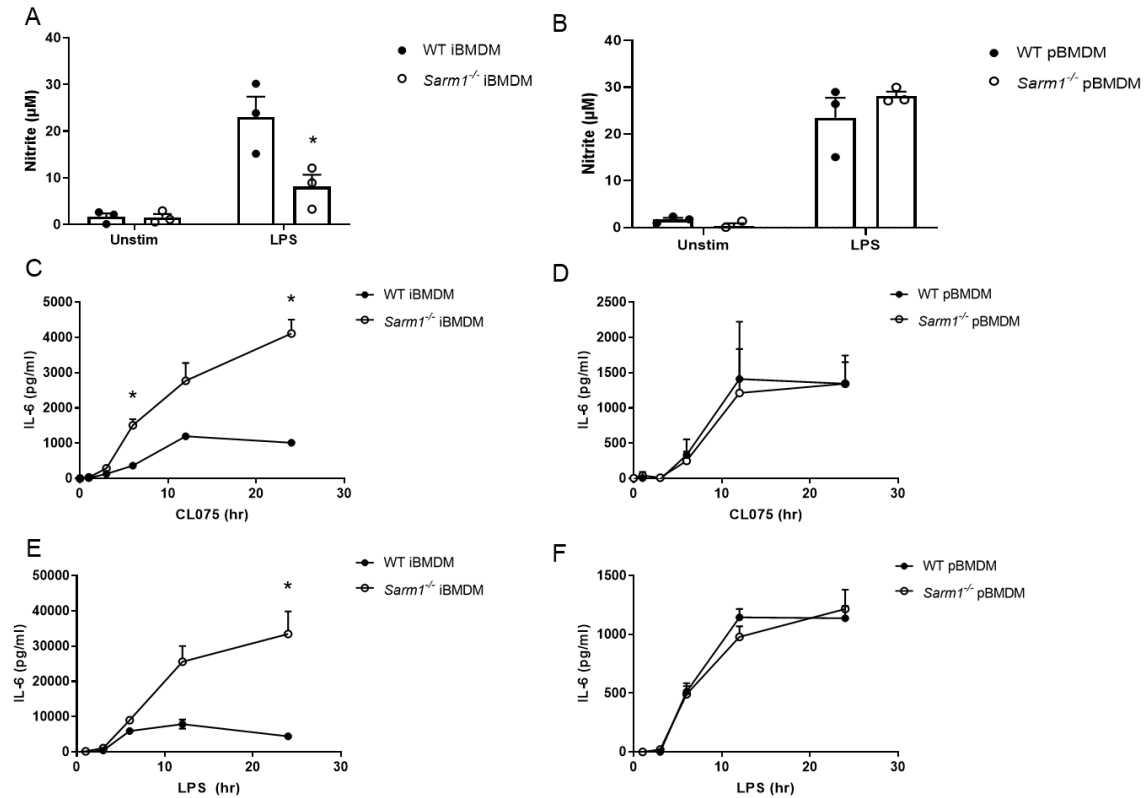 A
WT iBMDM
Sarm1-/- iBMDM
Nitrite (µM)
40
30
20
10
0
*
Unstim
LPS
B
WT pBMDM
Sarm1-/- pBMDM
Nitrite (µM)
40
30
20
10
0
Unstim
LPS
C
WT iBMDM
Sarm1-/- iBMDM
IL-6 (pg/ml)
5000
4000
3000
2000
1000
0
*
*
0
10
20
30
CL075 (hr)
D
WT pBMDM
Sarm1-/- pBMDM
IL-6 (pg/ml)
2500
2000
1500
1000
500
0
0
10
20
30
CL075 (hr)
E
WT iBMDM
Sarm1-/- iBMDM
IL-6 (pg/ml)
50000
40000
30000
20000
10000
0
*
0
10
20
30
LPS (hr)
F
WT pBMDM
Sarm1-/- pBMDM
IL-6 (pg/ml)
1500
1000
500
0
0
10
20
30
LPS (hr)